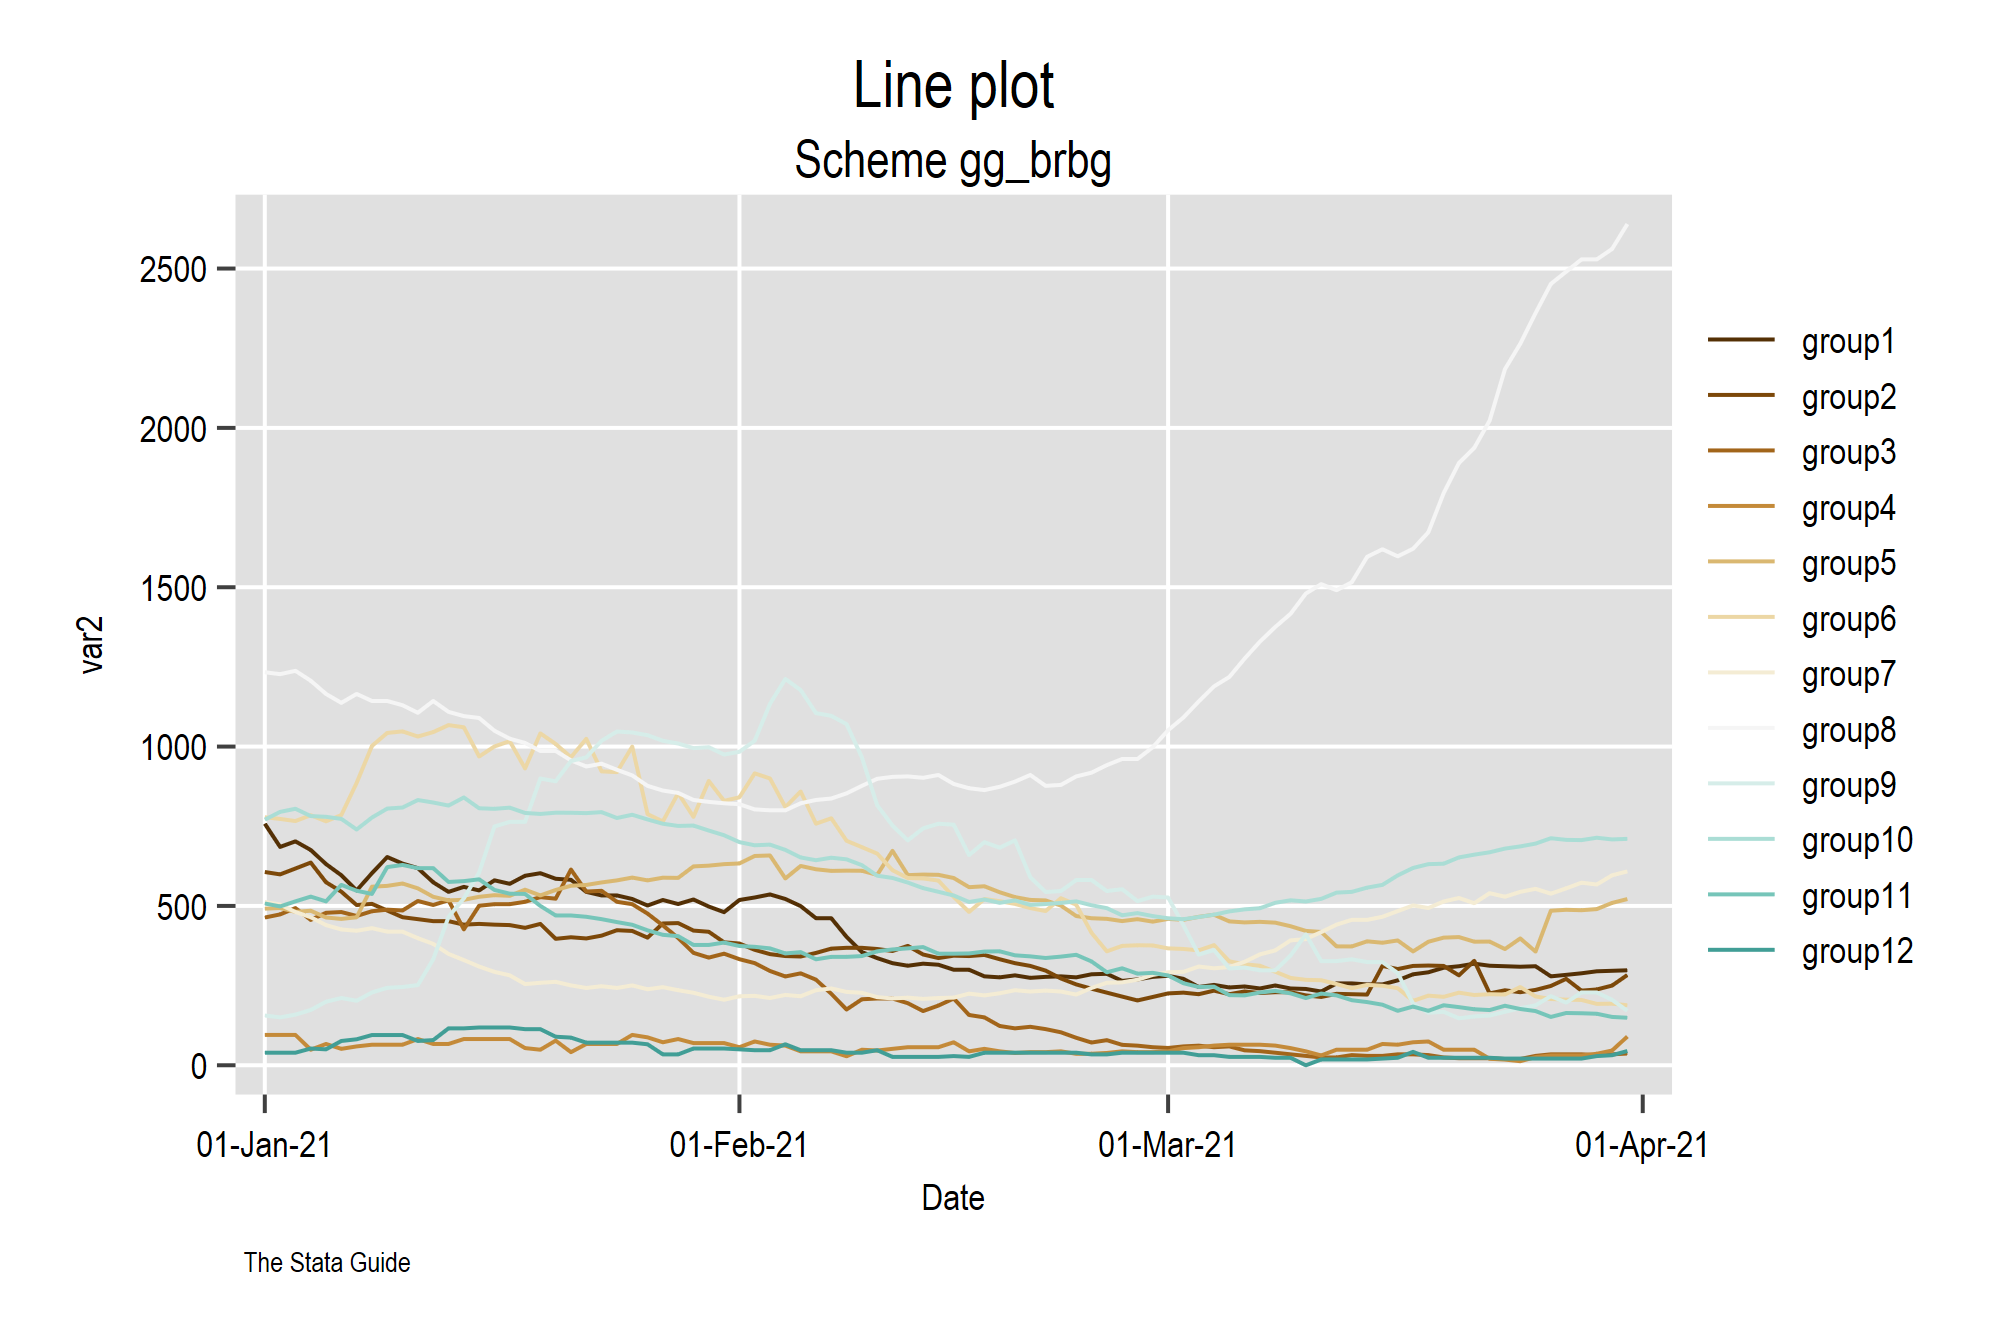 Line plot
Scheme gg_brbg
2500
2000
1500
1000
500
0
var2
01-Jan-21
01-Feb-21
01-Mar-21
01-Apr-21
Date
group1
group2
group3
group4
group5
group6
group7
group8
group9
group10
group11
group12
The Stata Guide